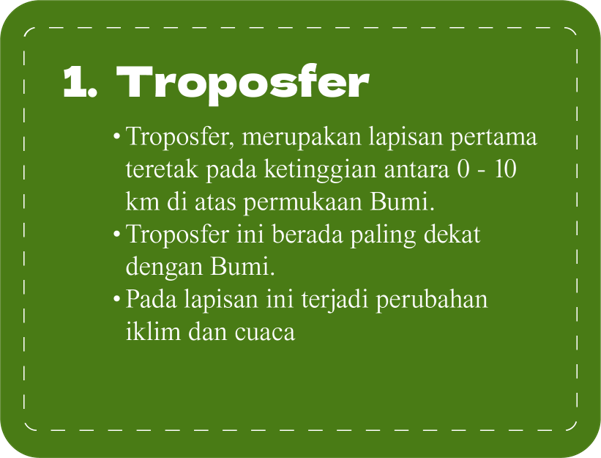 1. Troposfer
• Troposfer, merupakan lapisan pertama
teretak pada ketinggian antara 0 - 10
km di atas permukaan Bumi.
• Troposfer ini berada paling dekat
dengan Bumi.
• Pada lapisan ini terjadi perubahan
iklim dan cuaca